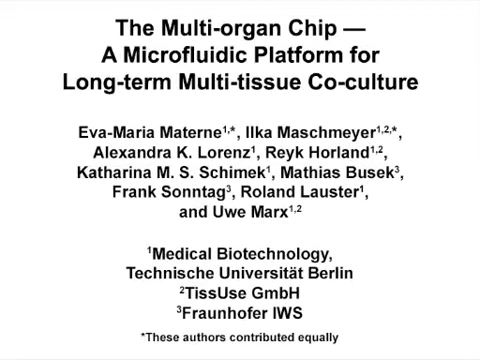 The Multi-organ Chip —
A Microfluidic Platform for
Long-term Multi-tissue Co-culture
Eva-Maria Materne¹,*, Ilka Maschmeyer¹,²,*,
Alexandra K. Lorenz¹, Reyk Horland¹,²,
Katharina M. S. Schimek¹, Mathias Busek³,
Frank Sonntag³, Roland Lauster¹,
and Uwe Marx¹,²
¹Medical Biotechnology,
Technische Universität Berlin
²TissUse GmbH
³Fraunhofer IWS
*These authors contributed equally